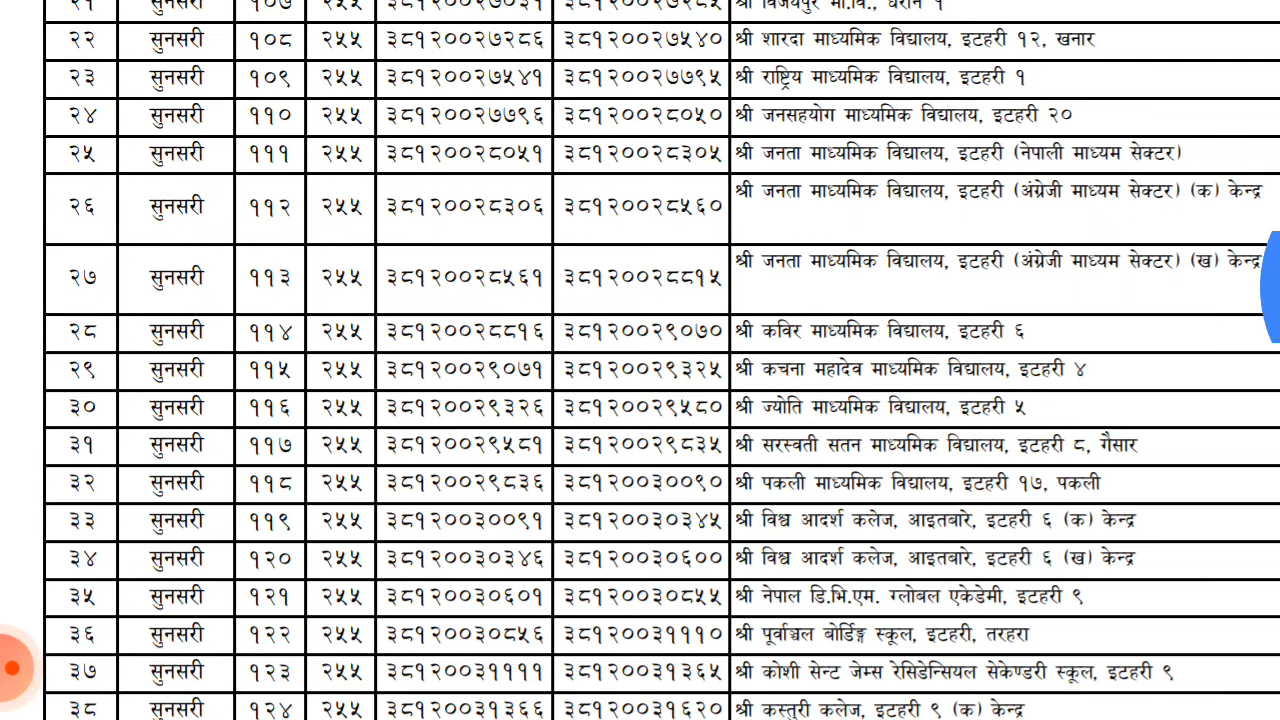 २१ सुनसरी १०७ २५५ ३८१२००२७०३१ ३८१२००२७२८५ श्री विजयपुर मा.वि., धरान १
२२ सुनसरी १०८ २५५ ३८१२००२७२८६ ३८१२००२७५४० श्री शारदा माध्यमिक विद्यालय, इटहरी १२, खनार
२३ सुनसरी १०९ २५५ ३८१२००२७५४१ ३८१२००२७७९५ श्री राष्ट्रिय माध्यमिक विद्यालय, इटहरी १
२४ सुनसरी ११० २५५ ३८१२००२७७९६ ३८१२००२८०५० श्री जनसहयोग माध्यमिक विद्यालय, इटहरी २०
२५ सुनसरी १११ २५५ ३८१२००२८०५१ ३८१२००२८३०५ श्री जनता माध्यमिक विद्यालय, इटहरी (नेपाली माध्यम सेक्टर)
२६ सुनसरी ११२ २५५ ३८१२००२८३०६ ३८१२००२८५६० श्री जनता माध्यमिक विद्यालय, इटहरी (अंग्रेजी माध्यम सेक्टर) (क) केन्द्र
२७ सुनसरी ११३ २५५ ३८१२००२८५६१ ३८१२००२८८१५ श्री जनता माध्यमिक विद्यालय, इटहरी (अंग्रेजी माध्यम सेक्टर) (ख) केन्द्र
२८ सुनसरी ११४ २५५ ३८१२००२८८१६ ३८१२००२९०७० श्री कविर माध्यमिक विद्यालय, इटहरी ६
२९ सुनसरी ११५ २५५ ३८१२००२९०७१ ३८१२००२९३२५ श्री कचना महादेव माध्यमिक विद्यालय, इटहरी ४
३० सुनसरी ११६ २५५ ३८१२००२९३२६ ३८१२००२९५८० श्री ज्योति माध्यमिक विद्यालय, इटहरी ५
३१ सुनसरी ११७ २५५ ३८१२००२९५८१ ३८१२००२९८३५ श्री सरस्वती सतन माध्यमिक विद्यालय, इटहरी ८, गैसार
३२ सुनसरी ११८ २५५ ३८१२००२९८३६ ३८१२००३००९० श्री पकली माध्यमिक विद्यालय, इटहरी १७, पकली
३३ सुनसरी ११९ २५५ ३८१२००३००९१ ३८१२००३०३४५ श्री विश्व आदर्श कलेज, आइतबारे, इटहरी ६ (क) केन्द्र
३४ सुनसरी १२० २५५ ३८१२००३०३४६ ३८१२००३०६०० श्री विश्व आदर्श कलेज, आइतबारे, इटहरी ६ (ख) केन्द्र
३५ सुनसरी १२१ २५५ ३८१२००३०६०१ ३८१२००३०८५५ श्री नेपाल डि.भि.एम. ग्लोबल एकेडेमी, इटहरी ९
३६ सुनसरी १२२ २५५ ३८१२००३०८५६ ३८१२००३१११० श्री पूर्वाञ्चल बोर्डिङ्ग स्कूल, इटहरी, तरहरा
३७ सुनसरी १२३ २५५ ३८१२००३११११ ३८१२००३१३६५ श्री कोशी सेन्ट जेम्स रेसिडेन्सियल सेकेण्डरी स्कूल, इटहरी ९
३८ सुनसरी १२४ २५५ ३८१२००३१३६६ ३८१२००३१६२० श्री कस्तुरी कलेज, इटहरी ९ (क) केन्द्र